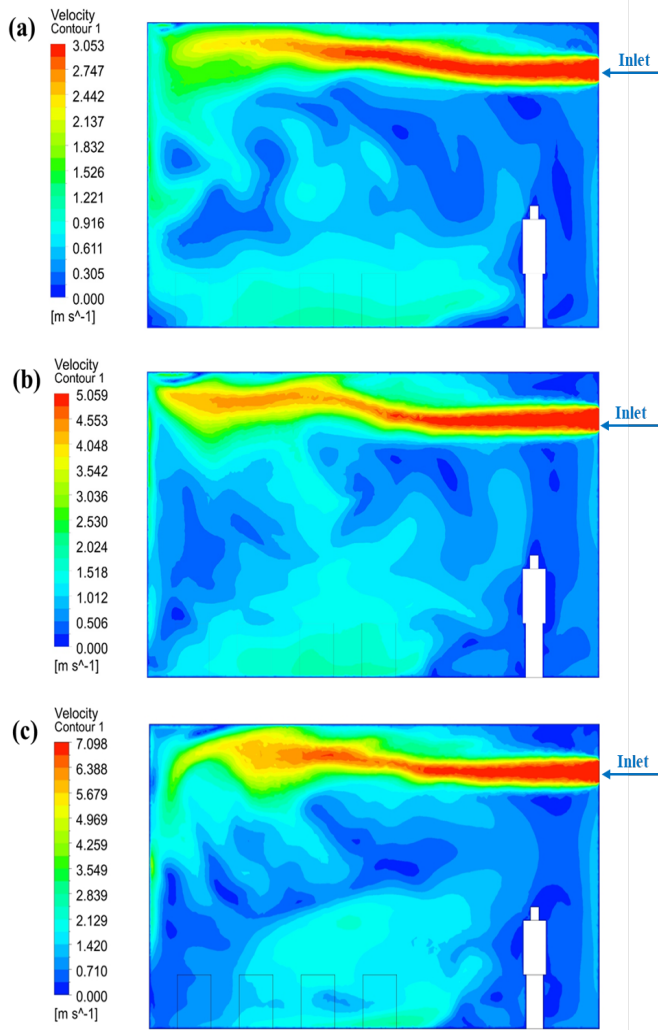 (a)
Velocity
Contour 1
3.053
2.747
2.442
2.137
1.832
1.526
1.221
0.916
0.611
0.305
0.000
[m s^-1]
Inlet
(b)
Velocity
Contour 1
5.059
4.553
4.048
3.542
3.036
2.530
2.024
1.518
1.012
0.506
0.000
[m s^-1]
Inlet
(c)
Velocity
Contour 1
7.098
6.388
5.679
4.969
4.259
3.549
2.839
2.129
1.420
0.710
0.000
[m s^-1]
Inlet